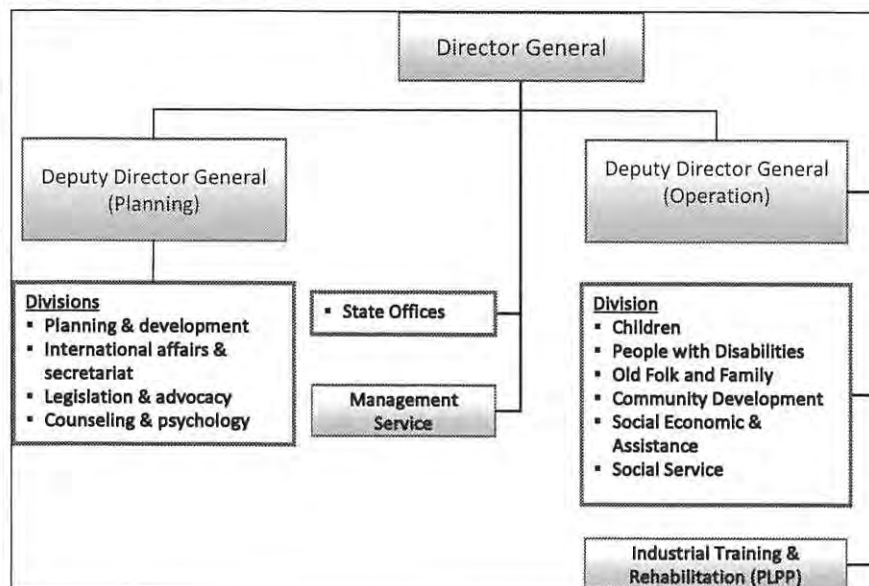 Director General
Deputy Director General
(Planning)
Deputy Director General
(Operation)
Divisions
▪ Planning & development
▪ International affairs &
secretariat
▪ Legislation & advocacy
▪ Counseling & psychology
▪ State Offices
Management
Service
Division
▪ Children
▪ People with Disabilities
▪ Old Folk and Family
▪ Community Development
▪ Social Economic &
Assistance
▪ Social Service
Industrial Training &
Rehabilitation (PLPP)